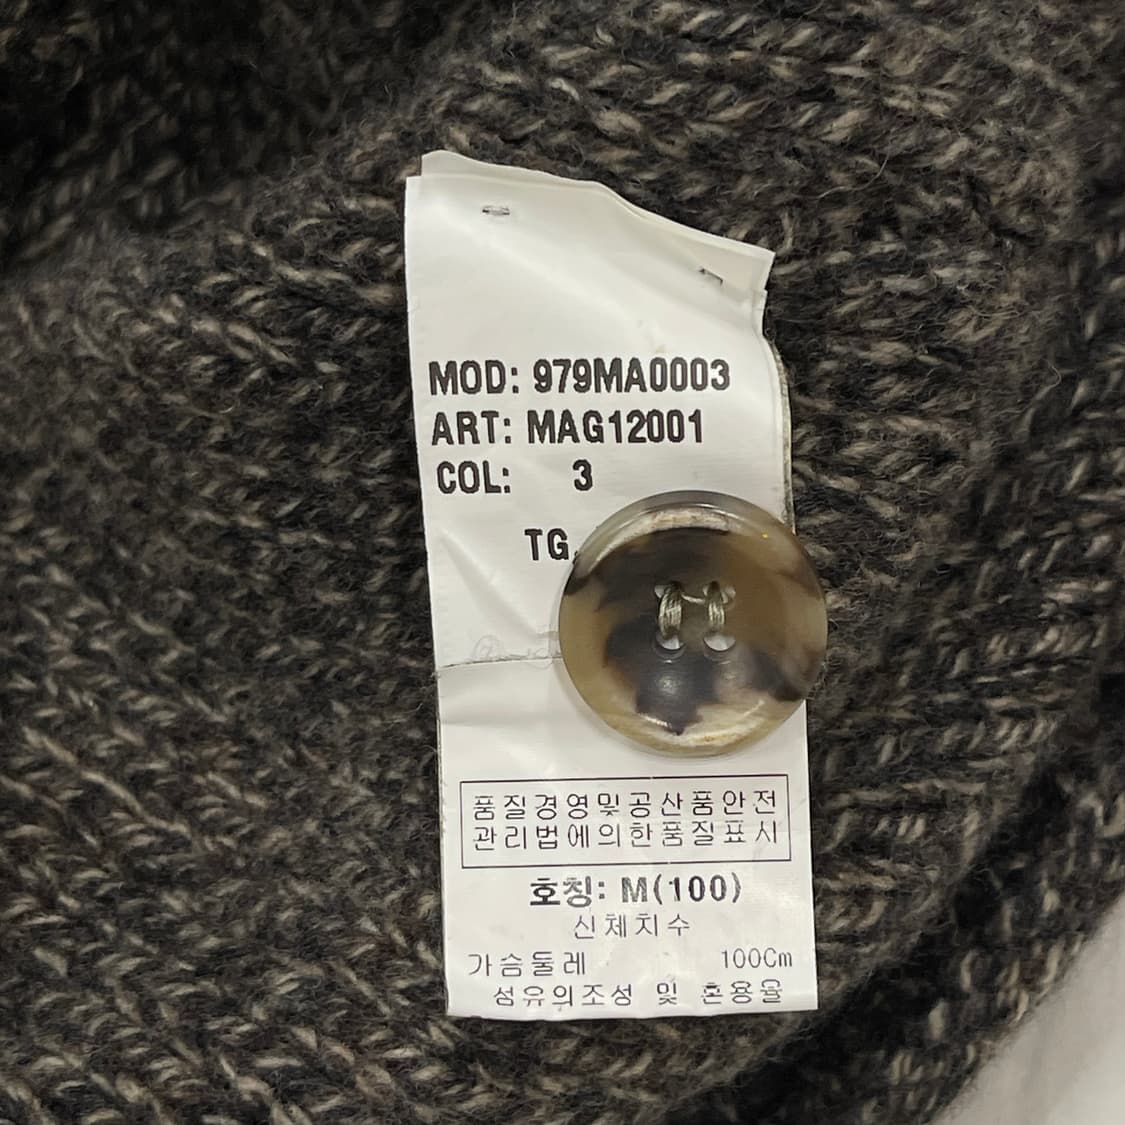 MOD: 979MA0003
ART: MAG12001
COL: 3
TG.
품질경영및공산품안전
관리법에의한품질표시
호칭: M(100)
신체치수
가슴둘레 100Cm
섬유의조성 및 혼용율